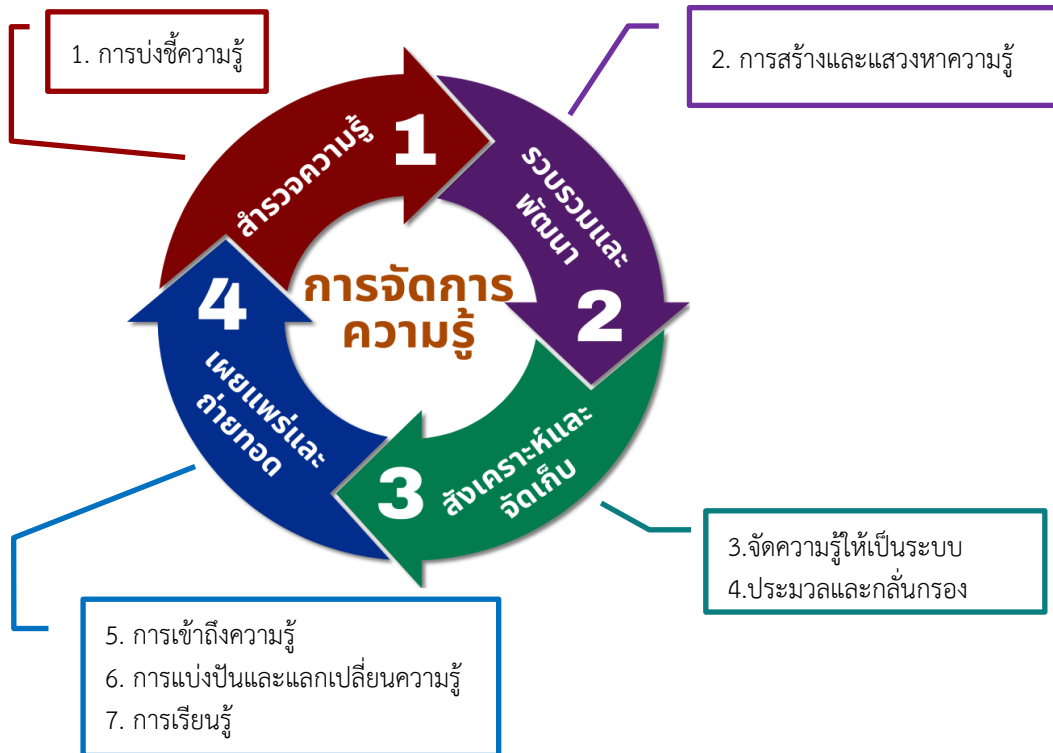 1. การบ่งชี้ความรู้
2. การสร้างและแสวงหาความรู้
1
สำรวจความรู้
รวบรวมและ
พัฒนา
2
การจัดการ
ความรู้
4
เผยแพร่และ
ถ่ายทอด
3
สังเคราะห์และ
จัดเก็บ
3.จัดความรู้ให้เป็นระบบ
4.ประมวลและกลั่นกรอง
5. การเข้าถึงความรู้
6. การแบ่งปันและแลกเปลี่ยนความรู้
7. การเรียนรู้